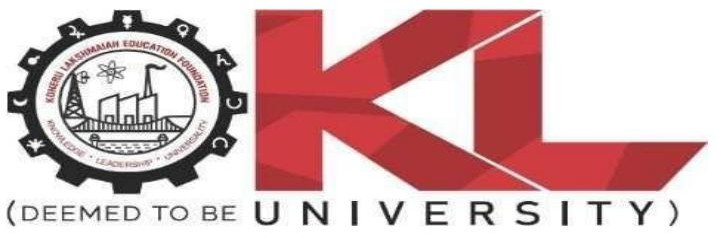 KONERU LAKSHMAIAH EDUCATION FOUNDATION
KNOWLEDGE · LEADERSHIP · UNIVERSALITY
KL
(DEEMED TO BE UNIVERSITY)